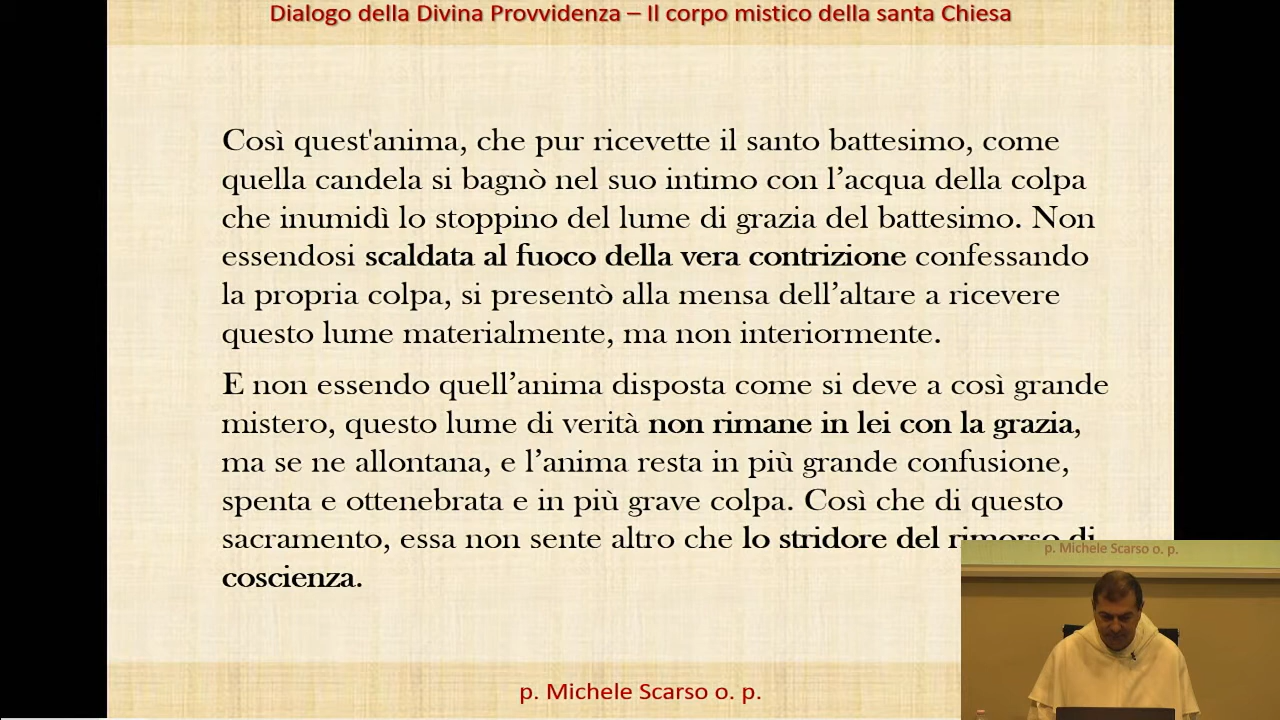 Dialogo della Divina Provvidenza – Il corpo mistico della santa Chiesa
Così quest'anima, che pur ricevette il santo battesimo, come
quella candela si bagnò nel suo intimo con l’acqua della colpa
che inumidì lo stoppino del lume di grazia del battesimo. Non
essendosi scaldata al fuoco della vera contrizione confessando
la propria colpa, si presentò alla mensa dell’altare a ricevere
questo lume materialmente, ma non interiormente.
E non essendo quell’anima disposta come si deve a così grande
mistero, questo lume di verità non rimane in lei con la grazia,
ma se ne allontana, e l’anima resta in più grande confusione,
spenta e ottenebrata e in più grave colpa. Così che di questo
sacramento, essa non sente altro che lo stridore del rimorso di
coscienza.
p. Michele Scarso o. p.
p. Michele Scarso o. p.